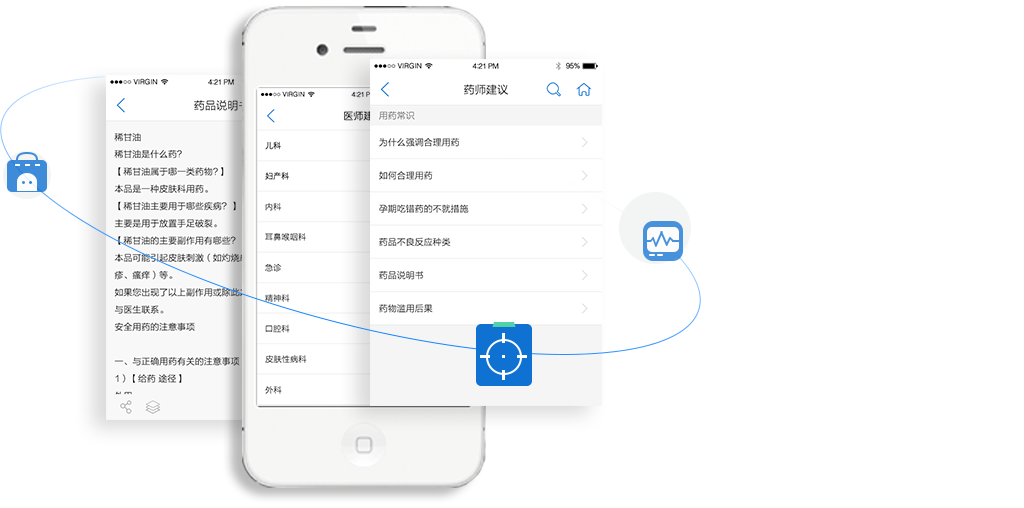 VIRGIN 4:21 PM
药品说明书
稀甘油
稀甘油是什么药?
【稀甘油属于哪一类药物?】
本品是一种皮肤科用药。
【稀甘油主要用于哪些疾病?】
主要是用于放置手足破裂。
【稀甘油的主要副作用有哪些?
本品可能引起皮肤刺激(如灼烧
疹、瘙痒)等。
如果您出现了以上副作用或除此
与医生联系。
安全用药的注意事项
一、与正确用药有关的注意事项
1)【给药 途径】
VIRGIN 4:21 P
医师建
儿科
妇产科
内科
耳鼻喉咽科
急诊
精神科
口腔科
皮肤性病科
外科
VIRGIN 4:21 PM 95%
药师建议
用药常识
为什么强调合理用药
如何合理用药
孕期吃错药的不就措施
药品不良反应种类
药品说明书
药物滥用后果